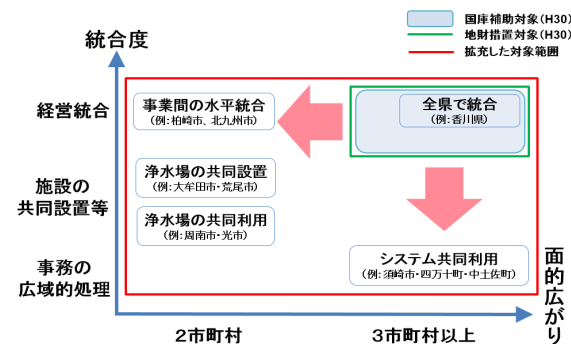 国庫補助対象（H30）
地財措置対象（H30）
拡充した対象範囲
統合度
経営統合
事業間の水平統合
（例：柏崎市、北九州市）
全県で統合
（例：香川県）
施設の
共同設置等
浄水場の共同設置
（例：大牟田市・荒尾市）
浄水場の共同利用
（例：周南市・光市）
事務の
広域的処理
システム共同利用
（例：須崎市・四万十町・中土佐町）
面的広がり
２市町村
３市町村以上